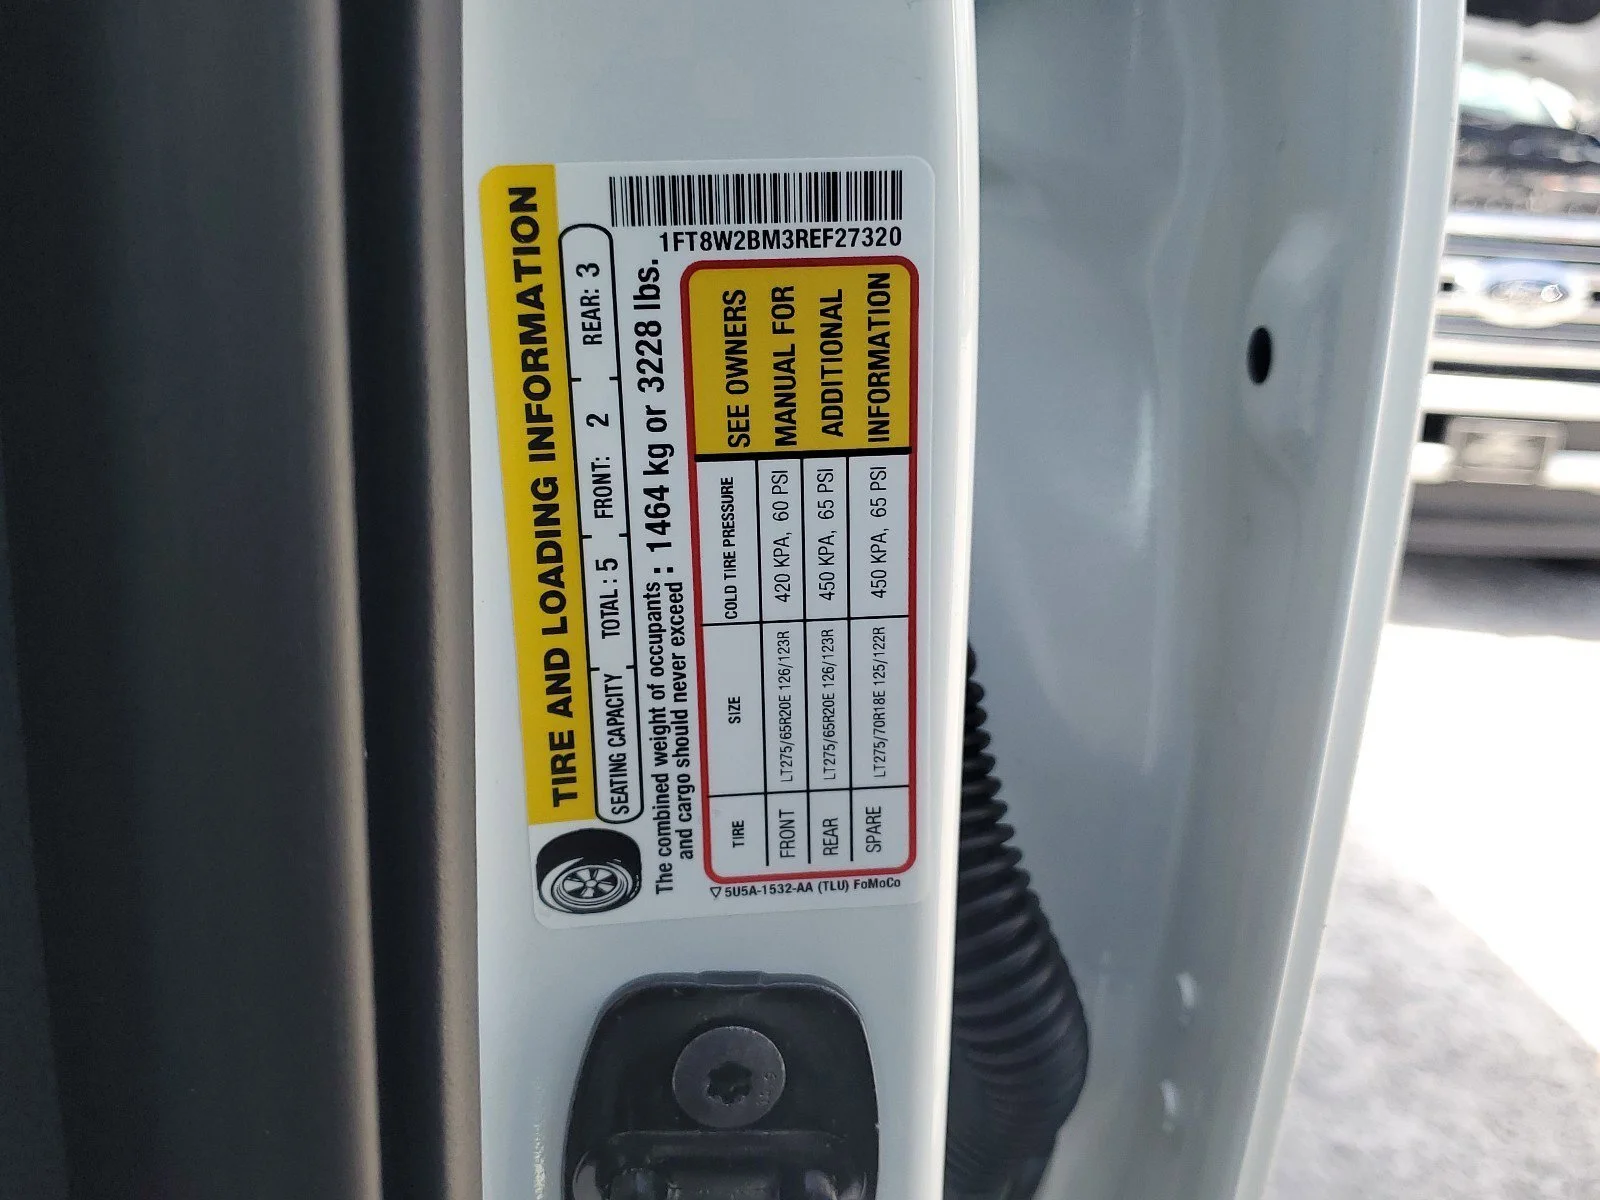 TIRE AND LOADING INFORMATION
SEATING CAPACITY TOTAL : 5 FRONT: 2 REAR: 3
The combined weight of occupants
and cargo should never exceed : 1464 kg or 3228 lbs.
TIRE SIZE COLD TIRE PRESSURE
FRONT LT275/65R20E 126/123R 420 KPA, 60 PSI
REAR LT275/65R20E 126/123R 450 KPA, 65 PSI
SPARE LT275/70R18E 125/122R 450 KPA, 65 PSI
SEE OWNERS
MANUAL FOR
ADDITIONAL
INFORMATION
5U5A-1532-AA (TLU) FoMoCo
1FT8W2BM3REF27320